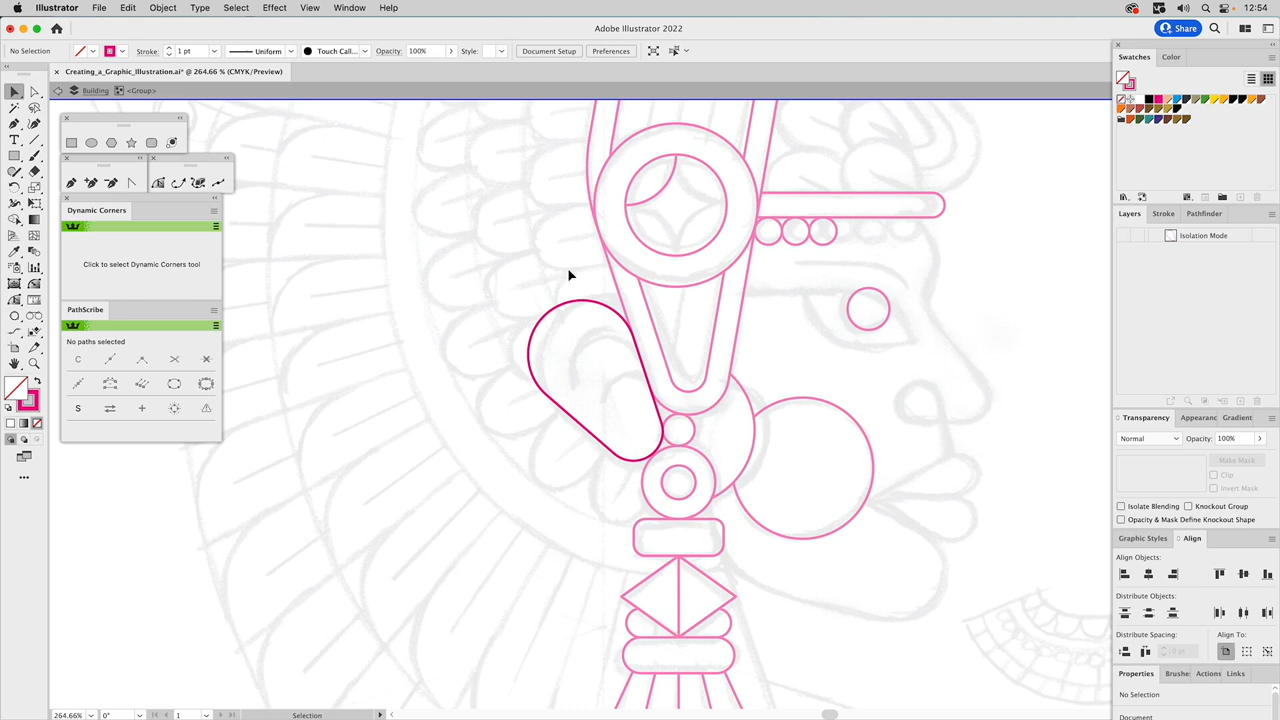 Illustrator File Edit Object Type Select Effect View Window Help 12:54
Adobe Illustrator 2022
Share
No Selection Stroke: 1 pt Uniform Touch Call... Opacity: 100% Style: Document Setup Preferences
× Creating_a_Graphic_Illustration.ai* @ 264.66 % (CMYK/Preview)
Building <Group>
Swatches Color
Dynamic Corners
Click to select Dynamic Corners tool
PathScribe
No paths selected
Layers Stroke Pathfinder
Isolation Mode
Transparency Appearanc Gradient
Normal Opacity: 100%
Make Mask
Clip
Invert Mask
Isolate Blending Knockout Group
Opacity & Mask Define Knockout Shape
Graphic Styles Align
Align Objects:
Distribute Objects:
Distribute Spacing: Align To:
0 pt
Properties Brushe Actions Links
No Selection
Document
264.66% 0° 1 Selection